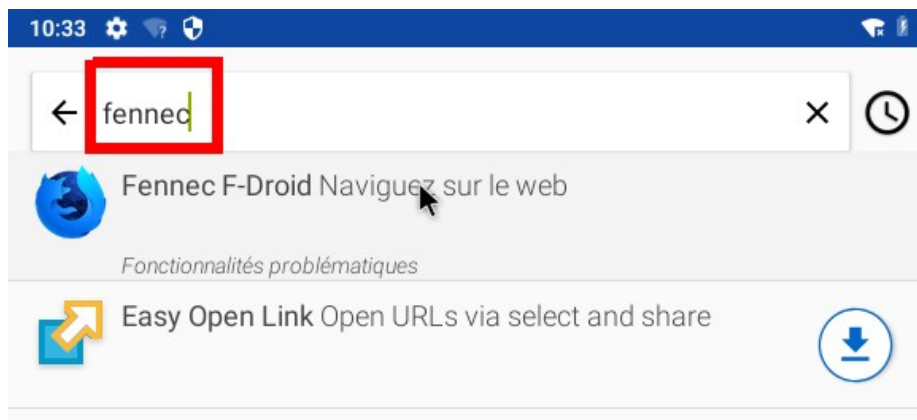 10:33
fennec
Fennec F-Droid Naviguez sur le web
Fonctionnalités problématiques
Easy Open Link Open URLs via select and share